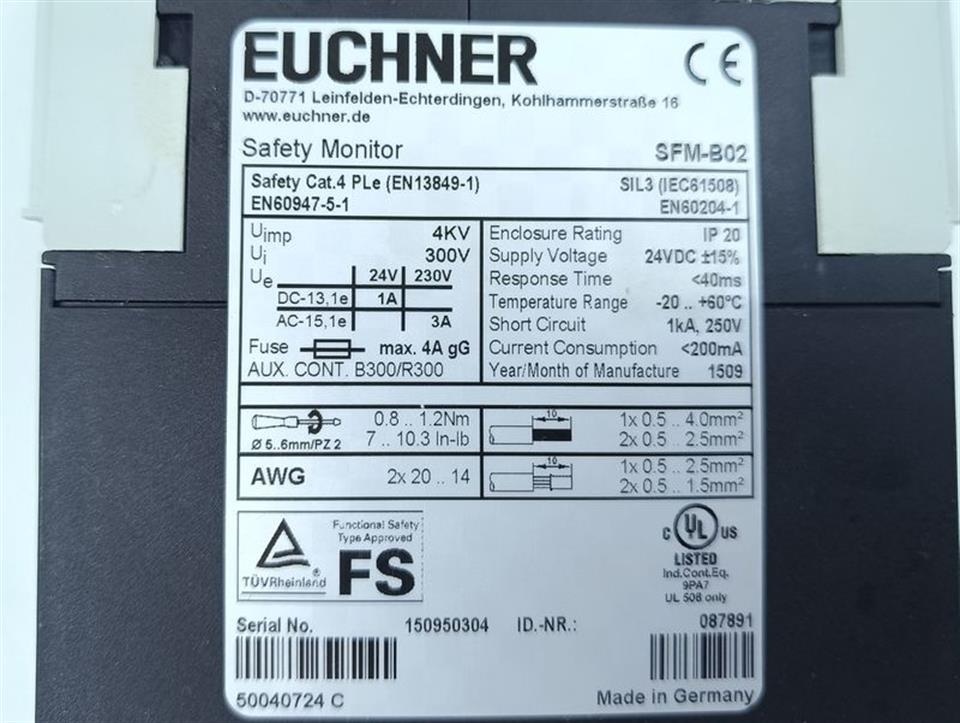 EUCHNER CE
D-70771 Leinfelden-Echterdingen, Kohlhammerstraße 16
www.euchner.de
Safety Monitor SFM-B02
Safety Cat.4 PLe (EN13849-1) SIL3 (IEC61508)
EN60947-5-1 EN60204-1
Uimp 4KV
Ui 300V
Ue 24V 230V
DC-13,1e 1A
AC-15,1e 3A
Fuse max. 4A gG
AUX. CONT. B300/R300
Enclosure Rating IP 20
Supply Voltage 24VDC ±15%
Response Time <40ms
Temperature Range -20 .. +60°C
Short Circuit 1kA, 250V
Current Consumption <200mA
Year/Month of Manufacture 1509
0.8 .. 1.2Nm
Ø 5..6mm/PZ 2 7 .. 10.3 In-lb
10 1x 0.5 .. 4.0mm²
2x 0.5 .. 2.5mm²
AWG 2x 20 .. 14
10 1x 0.5 .. 2.5mm²
2x 0.5 .. 1.5mm²
TÜVRheinland ®
Functional Safety
Type Approved
FS
C UL US
LISTED
Ind.Cont.Eq.
9PA7
UL 508 only
Serial No. 150950304 ID.-NR.: 087891
50040724 C Made in Germany